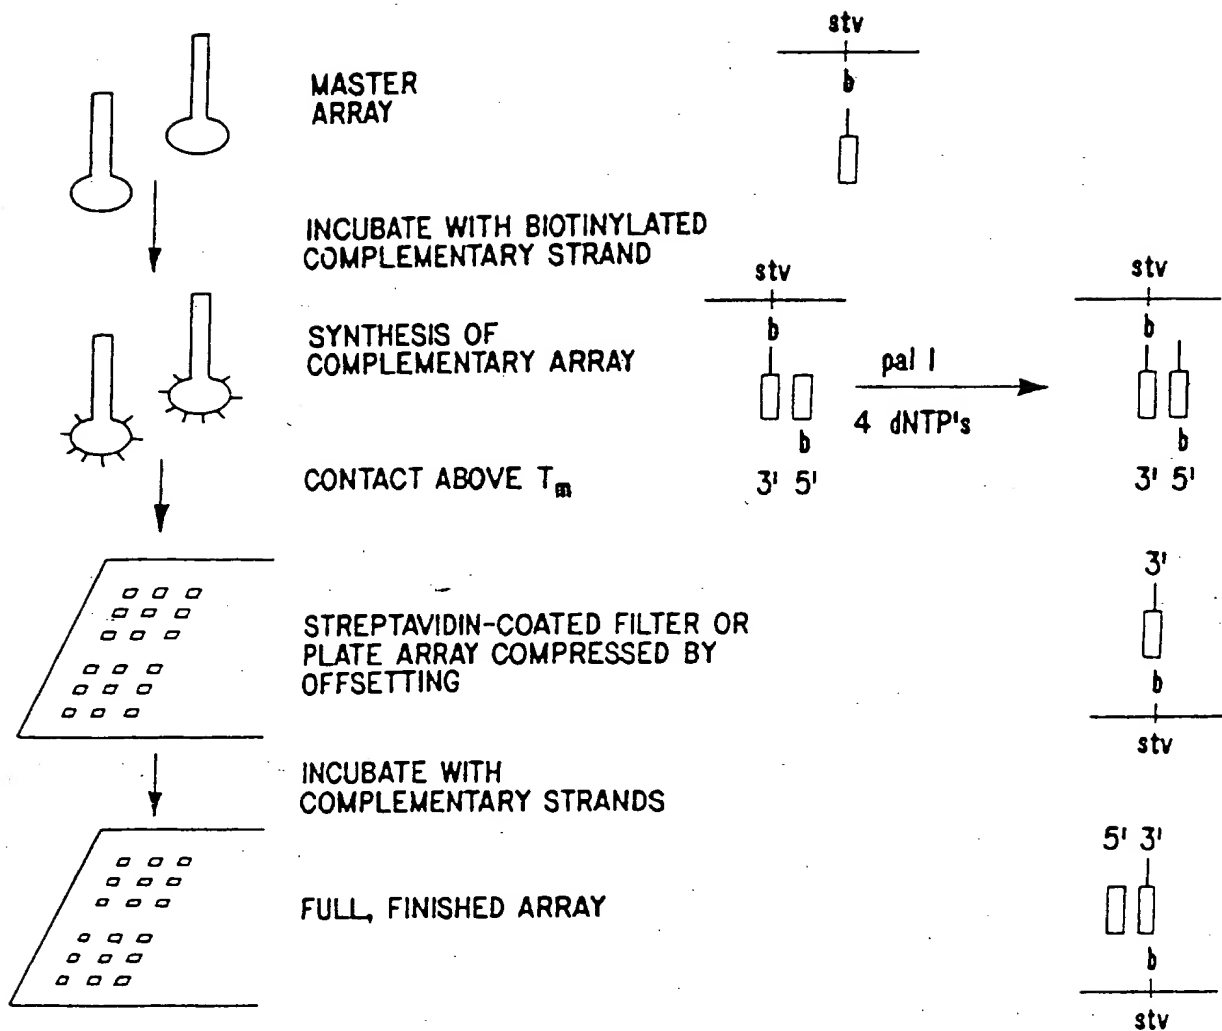 stv
b
MASTER
ARRAY
INCUBATE WITH BIOTINYLATED
COMPLEMENTARY STRAND
stv
b
b
3' 5'
SYNTHESIS OF
COMPLEMENTARY ARRAY
pal I
4 dNTP's
stv
b
b
3' 5'
CONTACT ABOVE Tm
3'
b
stv
STREPTAVIDIN-COATED FILTER OR
PLATE ARRAY COMPRESSED BY
OFFSETTING
INCUBATE WITH
COMPLEMENTARY STRANDS
5' 3'
b
stv
FULL, FINISHED ARRAY